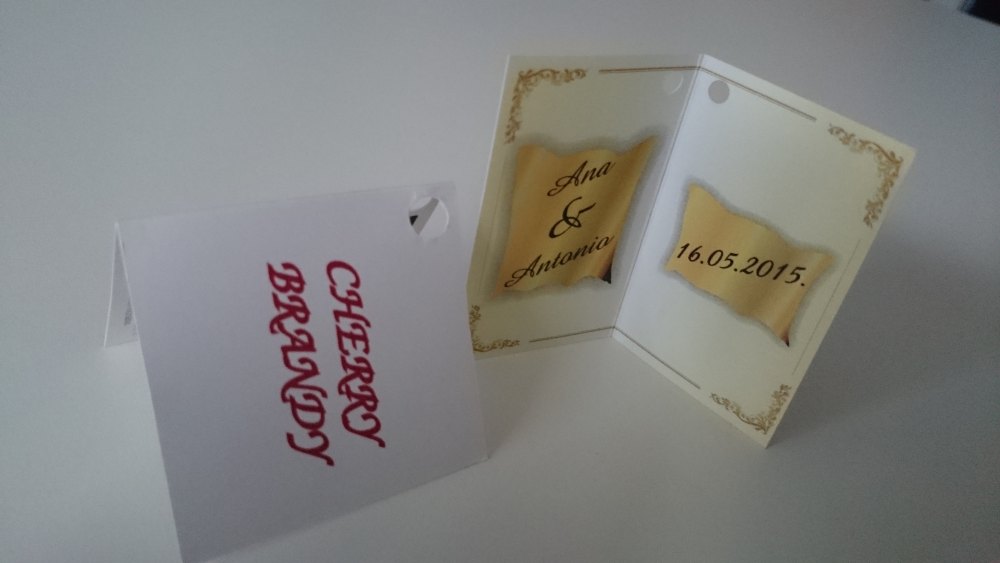 CHERRY
BRANDY
Ana
&
Antonio
16.05.2015.